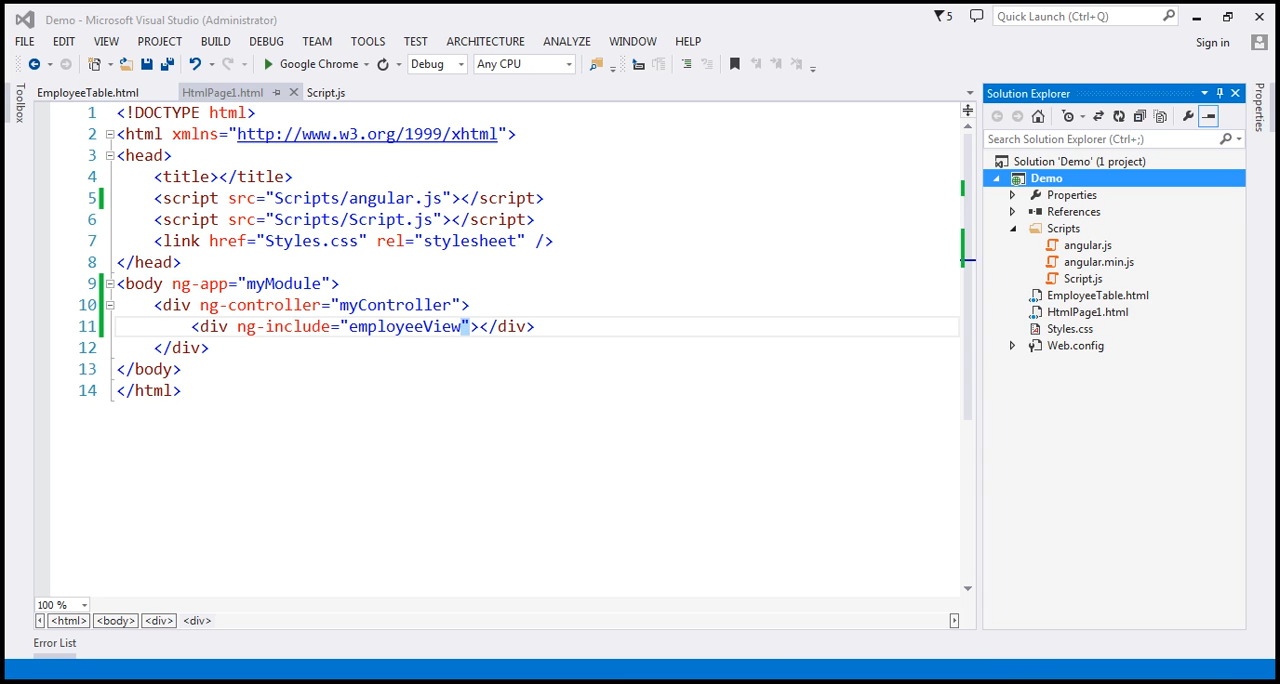 Demo - Microsoft Visual Studio (Administrator)
5
Quick Launch (Ctrl+Q)
FILE EDIT VIEW PROJECT BUILD DEBUG TEAM TOOLS TEST ARCHITECTURE ANALYZE WINDOW HELP
Sign in
Google Chrome Debug Any CPU
Toolbox
EmployeeTable.html HtmlPage1.html Script.js
1 <!DOCTYPE html>
2 <html xmlns="http://www.w3.org/1999/xhtml">
3 <head>
4 <title></title>
5 <script src="Scripts/angular.js"></script>
6 <script src="Scripts/Script.js"></script>
7 <link href="Styles.css" rel="stylesheet" />
8 </head>
9 <body ng-app="myModule">
10 <div ng-controller="myController">
11 <div ng-include="employeeView"></div>
12 </div>
13 </body>
14 </html>
100 %
<html> <body> <div> <div>
Error List
Solution Explorer
Search Solution Explorer (Ctrl+;)
Solution 'Demo' (1 project)
Demo
Properties
References
Scripts
angular.js
angular.min.js
Script.js
EmployeeTable.html
HtmlPage1.html
Styles.css
Web.config
Properties